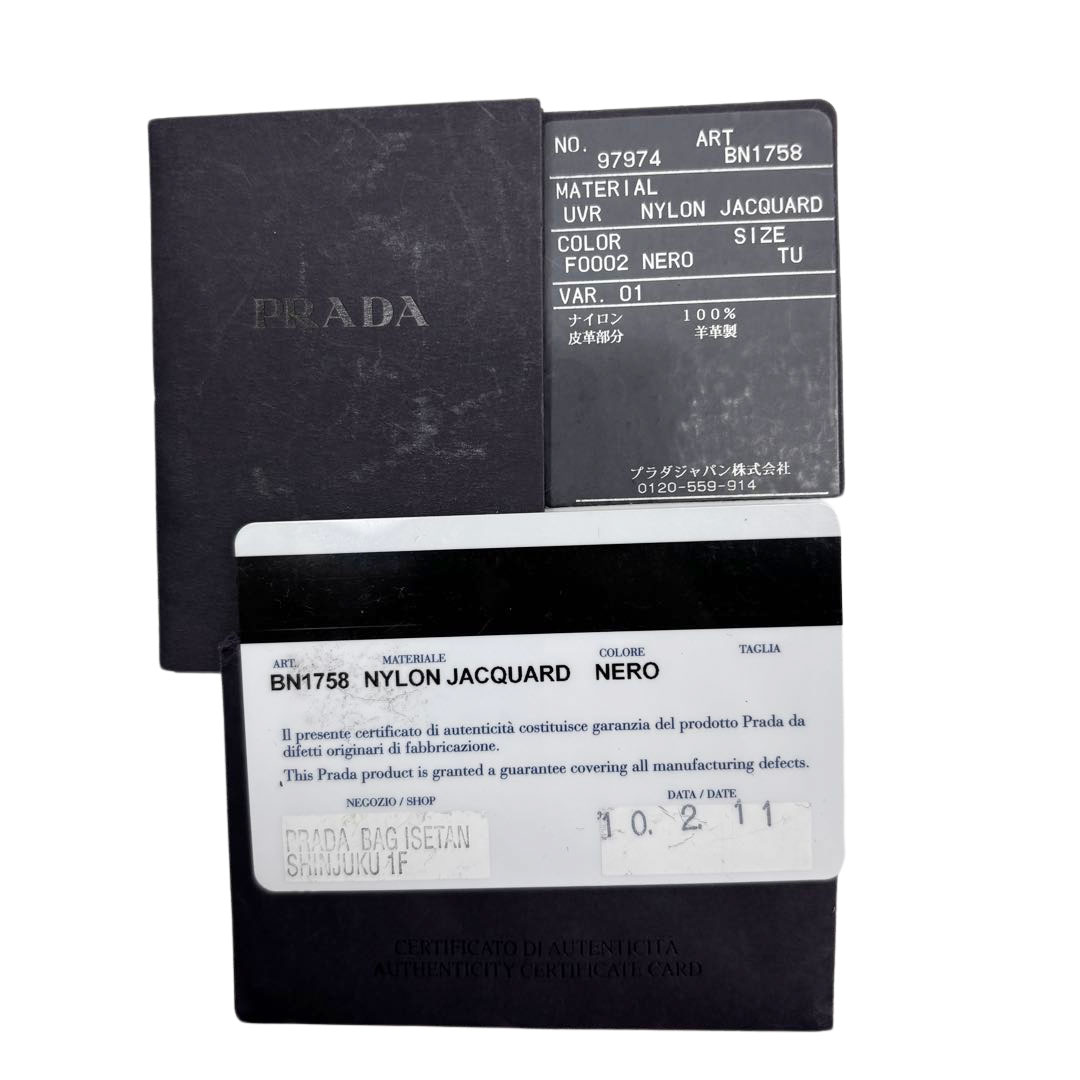 PRADA
NO. 97974 ART BN1758
MATERIAL
UVR NYLON JACQUARD
COLOR SIZE
F0002 NERO TU
VAR. 01
ナイロン 100%
皮革部分 羊革製
プラダジャパン株式会社
0120-559-914
ART. MATERIALE COLORE TAGLIA
BN1758 NYLON JACQUARD NERO
Il presente certificato di autenticità costituisce garanzia del prodotto Prada da
difetti originari di fabbricazione.
This Prada product is granted a guarantee covering all manufacturing defects.
NEGOZIO / SHOP DATA / DATE
PRADA BAG ISETAN
SHINJUKU 1F
'10. 2. 11
CERTIFICATO DI AUTENTICITÀ
AUTHENTICITY CERTIFICATE CARD